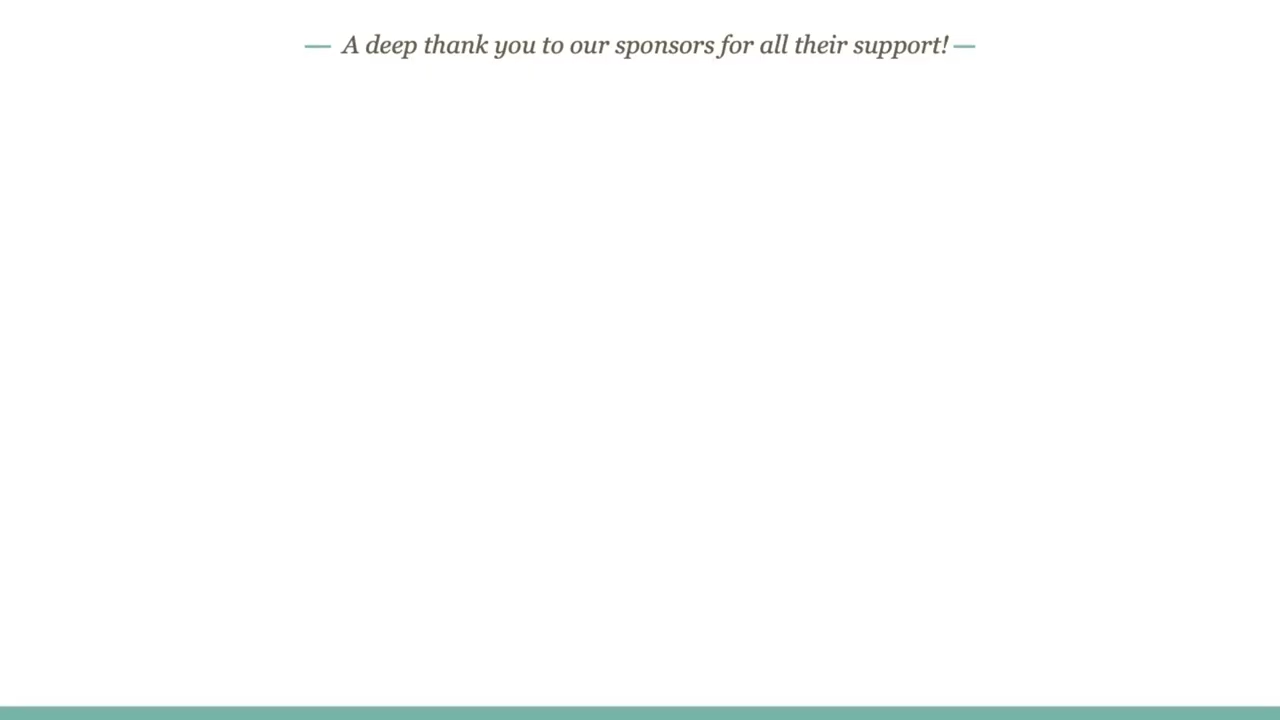 — A deep thank you to our sponsors for all their support! —